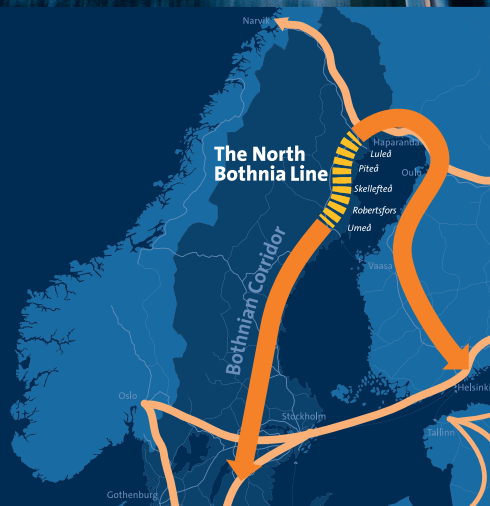 Narvik
The North
Bothnia Line
Haparanda
Luleå
Piteå
Oulu
Skellefteå
Robertsfors
Umeå
Bothnian Corridor
Vaasa
Helsinki
Oslo
Stockholm
Tallinn
Gothenburg